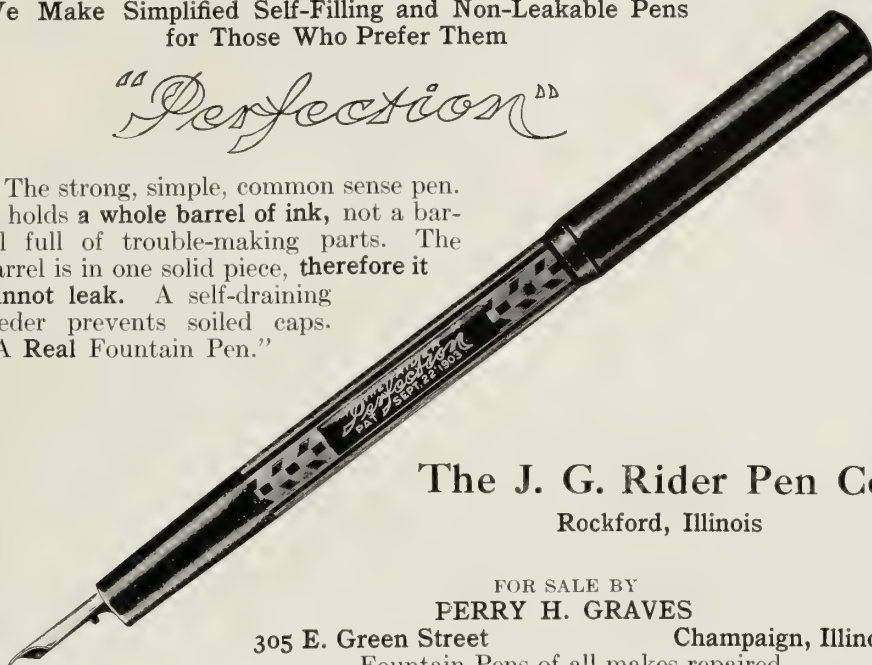 e Make Simplified Self-Filling and Non-Leakable Pens
for Those Who Prefer Them
"Perfection"
The strong, simple, common sense pen.
holds a whole barrel of ink, not a bar-
l full of trouble-making parts. The
arrel is in one solid piece, therefore it
nnot leak. A self-draining
eder prevents soiled caps.
A Real Fountain Pen."
Perfection
PAT SEPT. 22 1903
The J. G. Rider Pen C
Rockford, Illinois
FOR SALE BY
PERRY H. GRAVES
305 E. Green Street Champaign, Illino
Fountain Pens of all makes repaired